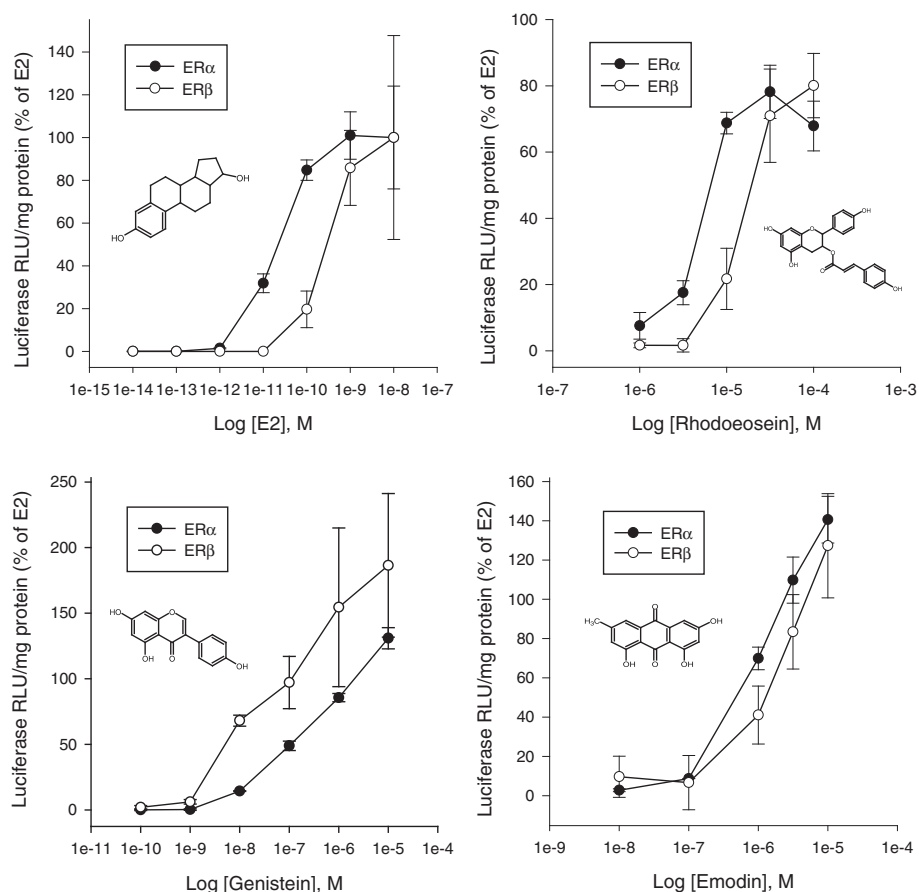 Luciferase RLU/mg protein (% of E2)
140
120
100
80
60
40
20
0
ERα
ERβ
OH
HO
1e-15 1e-14 1e-13 1e-12 1e-11 1e-10 1e-9 1e-8 1e-7
Log [E2], M
Luciferase RLU/mg protein (% of E2)
100
80
60
40
20
0
ERα
ERβ
OH
HO
O
O
OH
O
OH
1e-7 1e-6 1e-5 1e-4 1e-3
Log [Rhodoeosein], M
Luciferase RLU/mg protein (% of E2)
250
200
150
100
50
0
ERα
ERβ
HO
O
OH
O
OH
1e-11 1e-10 1e-9 1e-8 1e-7 1e-6 1e-5 1e-4
Log [Genistein], M
Luciferase RLU/mg protein (% of E2)
160
140
120
100
80
60
40
20
0
ERα
ERβ
O
H3C
OH
OH
O
OH
1e-9 1e-8 1e-7 1e-6 1e-5 1e-4
Log [Emodin], M